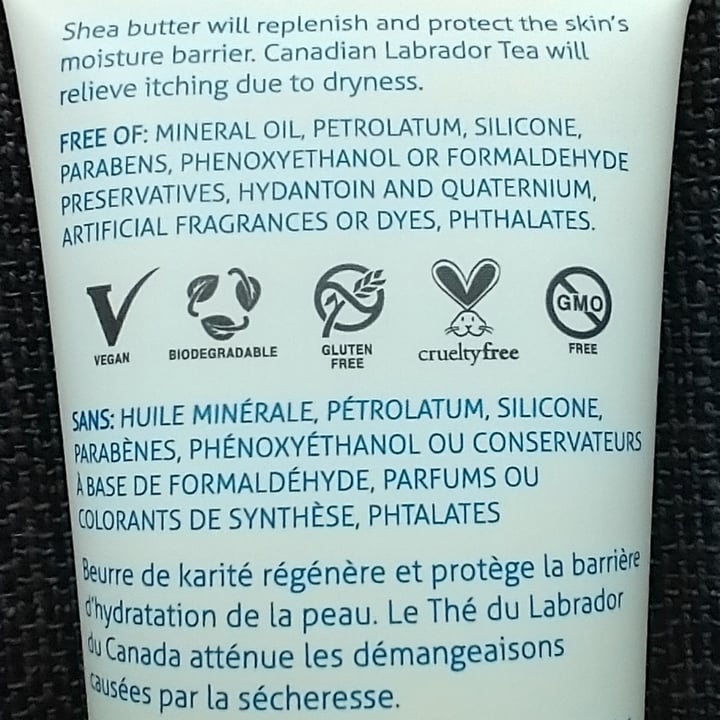 Shea butter will replenish and protect the skin's
moisture barrier. Canadian Labrador Tea will
relieve itching due to dryness.
FREE OF: MINERAL OIL, PETROLATUM, SILICONE,
PARABENS, PHENOXYETHANOL OR FORMALDEHYDE
PRESERVATIVES, HYDANTOIN AND QUATERNIUM,
ARTIFICIAL FRAGRANCES OR DYES, PHTHALATES.
VEGAN
BIODEGRADABLE
GLUTEN
FREE
crueltyfree
GMO
FREE
SANS: HUILE MINÉRALE, PÉTROLATUM, SILICONE,
PARABÈNES, PHÉNOXYÉTHANOL OU CONSERVATEURS
À BASE DE FORMALDÉHYDE, PARFUMS OU
COLORANTS DE SYNTHÈSE, PHTALATES
Beurre de karité régénère et protège la barrière
d'hydratation de la peau. Le Thé du Labrador
du Canada atténue les démangeaisons
causées par la sécheresse.